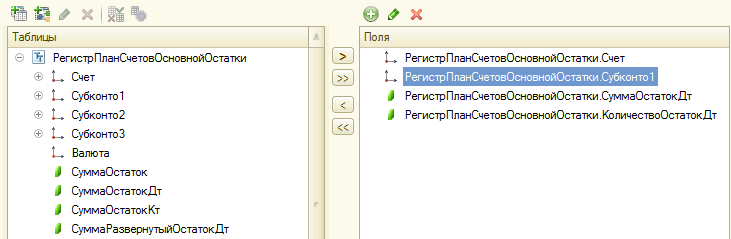 Таблицы
РегистрПланСчетовОсновнойОстатки
Счет
Субконто1
Субконто2
Субконто3
Валюта
СуммаОстаток
СуммаОстатокДт
СуммаОстатокКт
СуммаРазвернутыйОстатокДт
>
>>
<
<<
Поля
РегистрПланСчетовОсновнойОстатки.Счет
РегистрПланСчетовОсновнойОстатки.Субконто1
РегистрПланСчетовОсновнойОстатки.СуммаОстатокДт
РегистрПланСчетовОсновнойОстатки.КоличествоОстатокДт